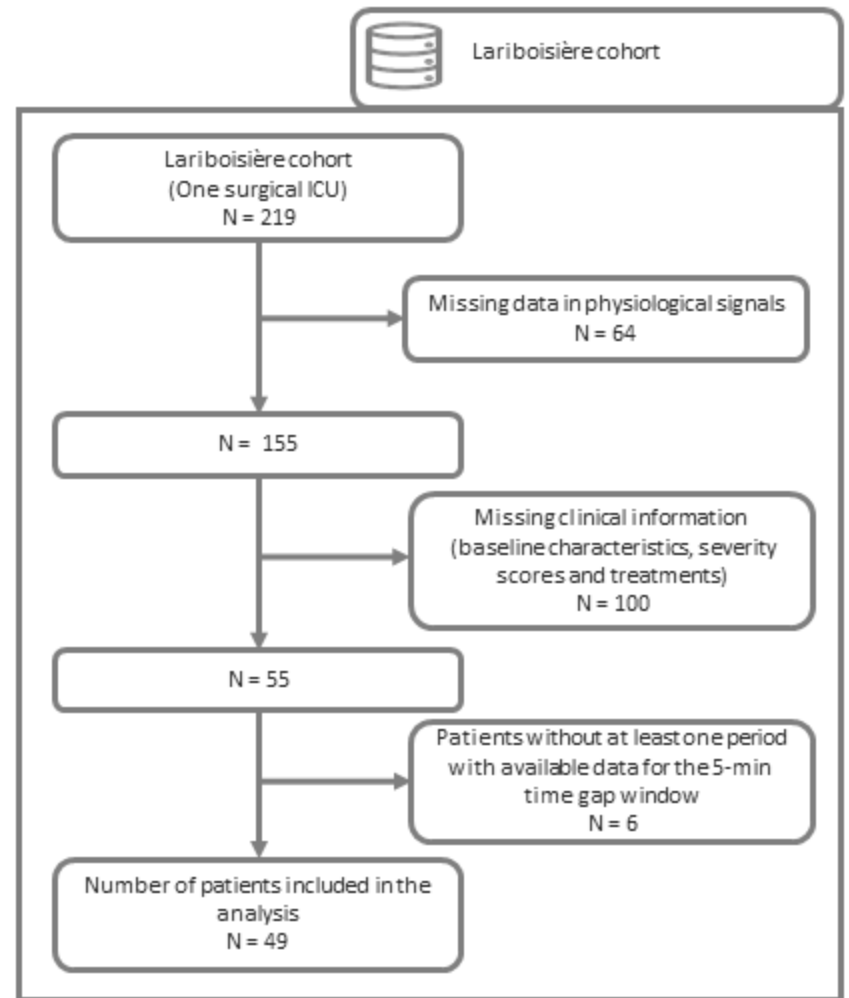 Lariboisière cohort
Lariboisière cohort
(One surgical ICU)
N = 219
Missing data in physiological signals
N = 64
N = 155
Missing clinical information
(baseline characteristics, severity
scores and treatments)
N = 100
N = 55
Patients without at least one period
with available data for the 5-min
time gap window
N = 6
Number of patients included in the
analysis
N = 49